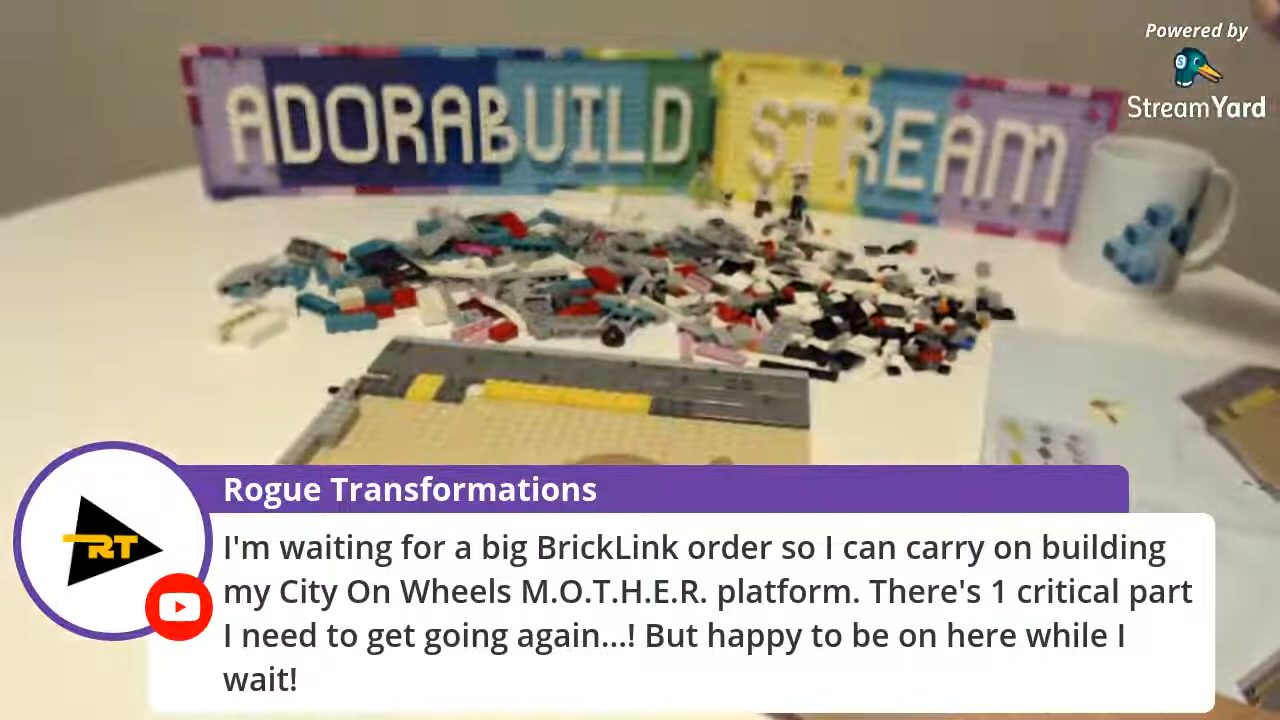 Powered by
StreamYard
ADORABUILD STREAM
RT
Rogue Transformations
I'm waiting for a big BrickLink order so I can carry on building
my City On Wheels M.O.T.H.E.R. platform. There's 1 critical part
I need to get going again...! But happy to be on here while I
wait!